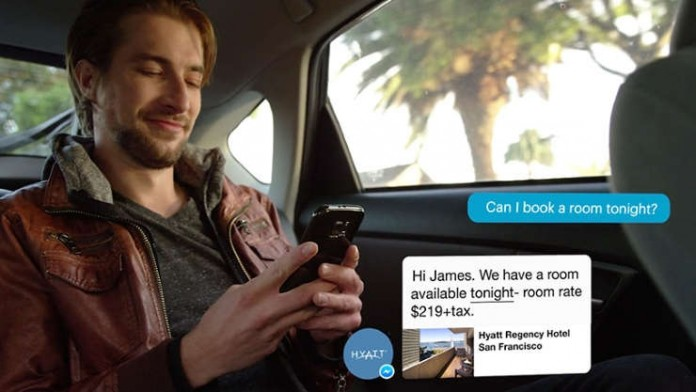 Can I book a room tonight?
Hi James. We have a room
available tonight- room rate
$219+tax.
Hyatt Regency Hotel
San Francisco
HYATT